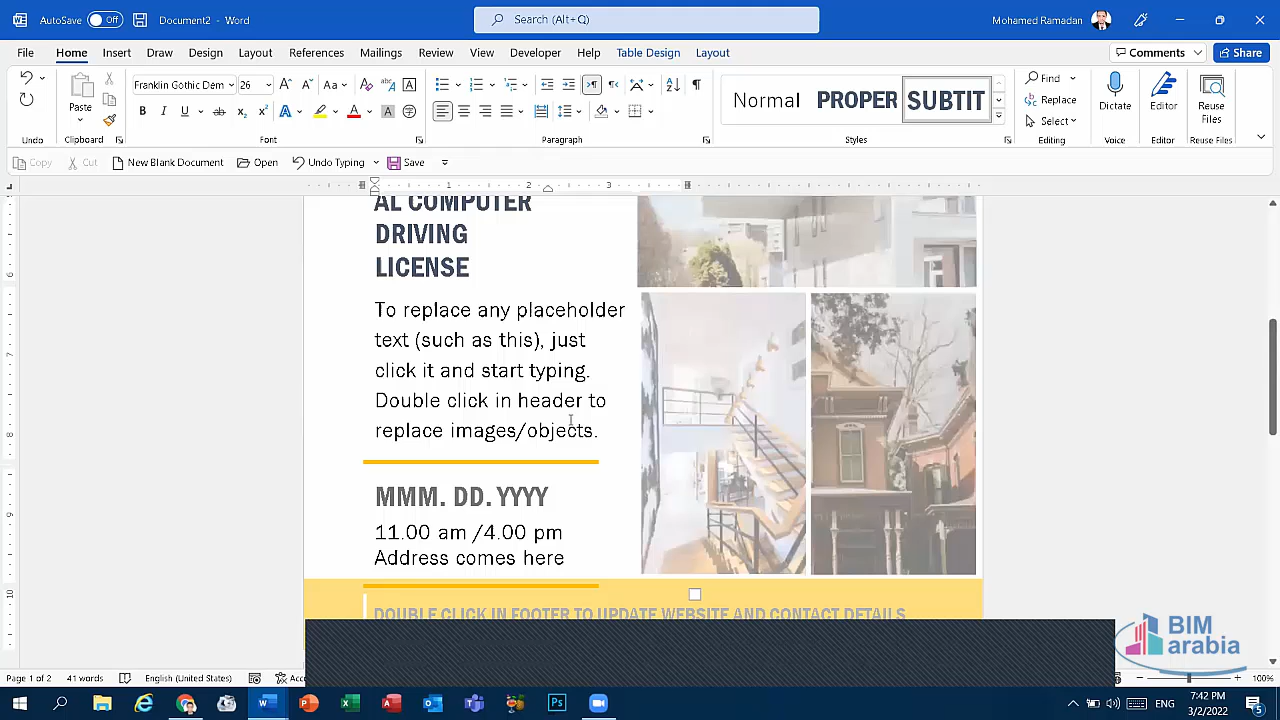 AutoSave Off Document2 - Word Search (Alt+Q) Mohamed Ramadan
File Home Insert Draw Design Layout References Mailings Review View Developer Help Table Design Layout Comments Share
Paste Franklin Gothic Dem 26 Normal PROPER SUBTIT Find Replace Select Dictate Editor Reuse Files
Undo Clipboard Font Paragraph Styles Editing Voice Editor Reuse Files
Copy Cut New Blank Document Open Undo Typing Save
1 2 3
AL COMPUTER
DRIVING
LICENSE
To replace any placeholder
text (such as this), just
click it and start typing.
Double click in header to
replace images/objects.
MMM. DD. YYYY
11.00 am /4.00 pm
Address comes here
DOUBLE CLICK IN FOOTER TO UPDATE WEBSITE AND CONTACT DETAILS
BIM
arabia
Page 1 of 2 41 words English (United States) 100%
7:42 PM
3/2/2022